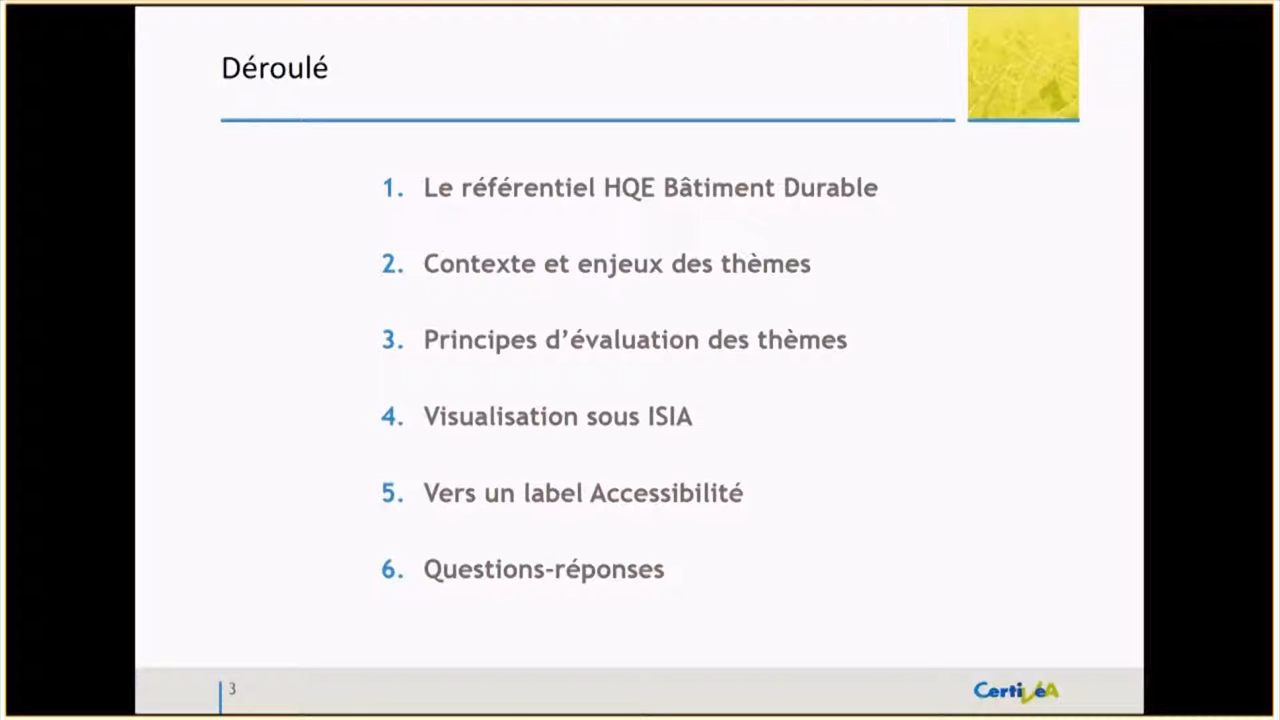 Déroulé
1. Le référentiel HQE Bâtiment Durable
2. Contexte et enjeux des thèmes
3. Principes d’évaluation des thèmes
4. Visualisation sous ISIA
5. Vers un label Accessibilité
6. Questions-réponses
3
CertiVéA